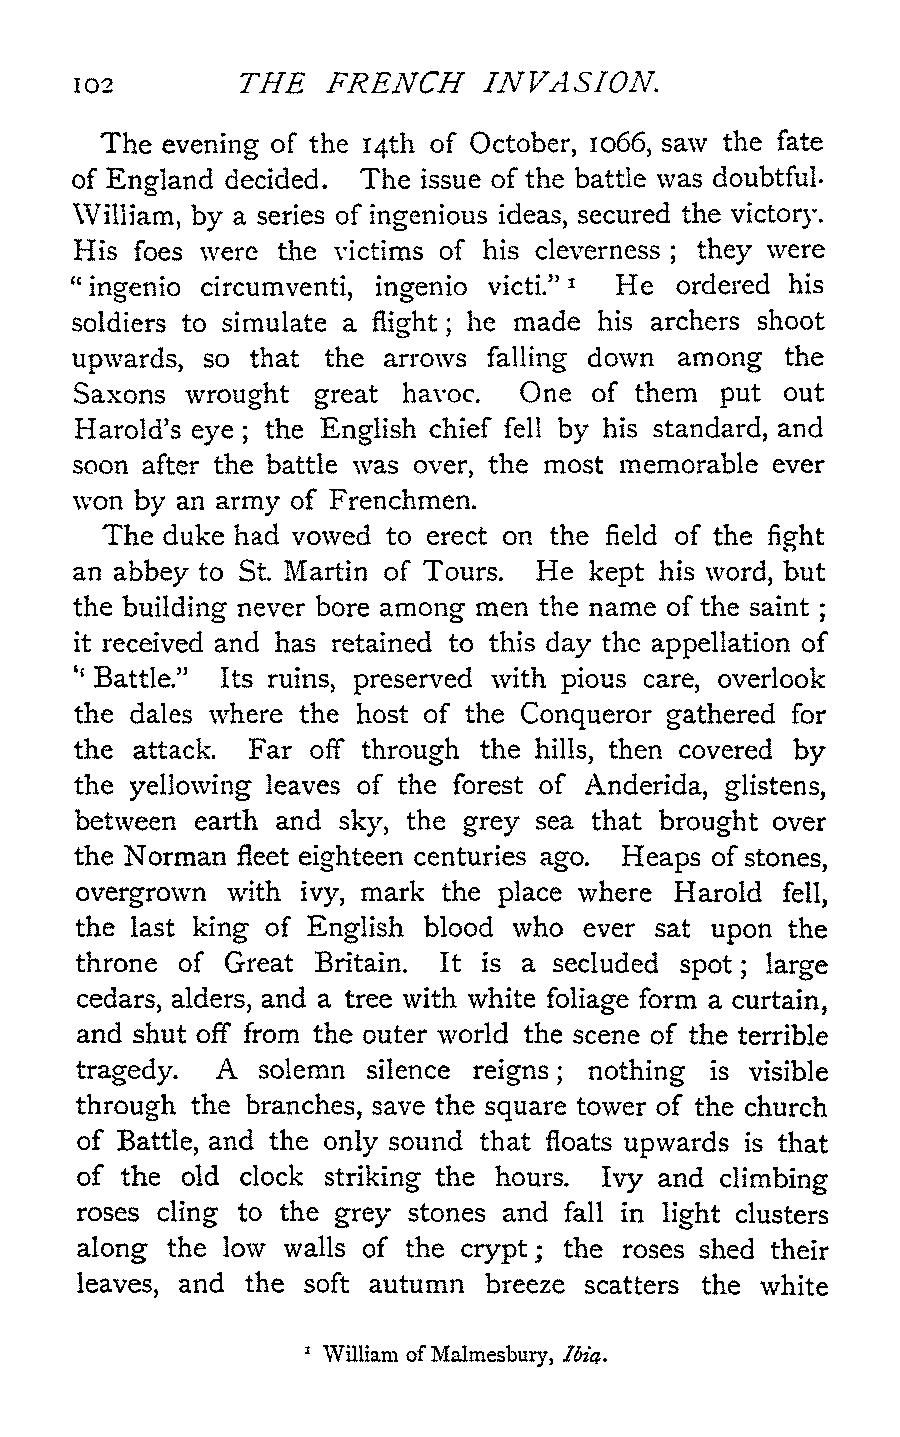 102 THE FRENCH INVASION.
The evening of the 14th of October, 1066, saw the fate
of England decided. The issue of the battle was doubtful.
William, by a series of ingenious ideas, secured the victory.
His foes were the victims of his cleverness ; they were
“ ingenio circumventi, ingenio victi.” ¹ He ordered his
soldiers to simulate a flight ; he made his archers shoot
upwards, so that the arrows falling down among the
Saxons wrought great havoc. One of them put out
Harold’s eye ; the English chief fell by his standard, and
soon after the battle was over, the most memorable ever
won by an army of Frenchmen.
The duke had vowed to erect on the field of the fight
an abbey to St. Martin of Tours. He kept his word, but
the building never bore among men the name of the saint ;
it received and has retained to this day the appellation of
“ Battle.” Its ruins, preserved with pious care, overlook
the dales where the host of the Conqueror gathered for
the attack. Far off through the hills, then covered by
the yellowing leaves of the forest of Anderida, glistens,
between earth and sky, the grey sea that brought over
the Norman fleet eighteen centuries ago. Heaps of stones,
overgrown with ivy, mark the place where Harold fell,
the last king of English blood who ever sat upon the
throne of Great Britain. It is a secluded spot ; large
cedars, alders, and a tree with white foliage form a curtain,
and shut off from the outer world the scene of the terrible
tragedy. A solemn silence reigns ; nothing is visible
through the branches, save the square tower of the church
of Battle, and the only sound that floats upwards is that
of the old clock striking the hours. Ivy and climbing
roses cling to the grey stones and fall in light clusters
along the low walls of the crypt ; the roses shed their
leaves, and the soft autumn breeze scatters the white
¹ William of Malmesbury, Ibiq.